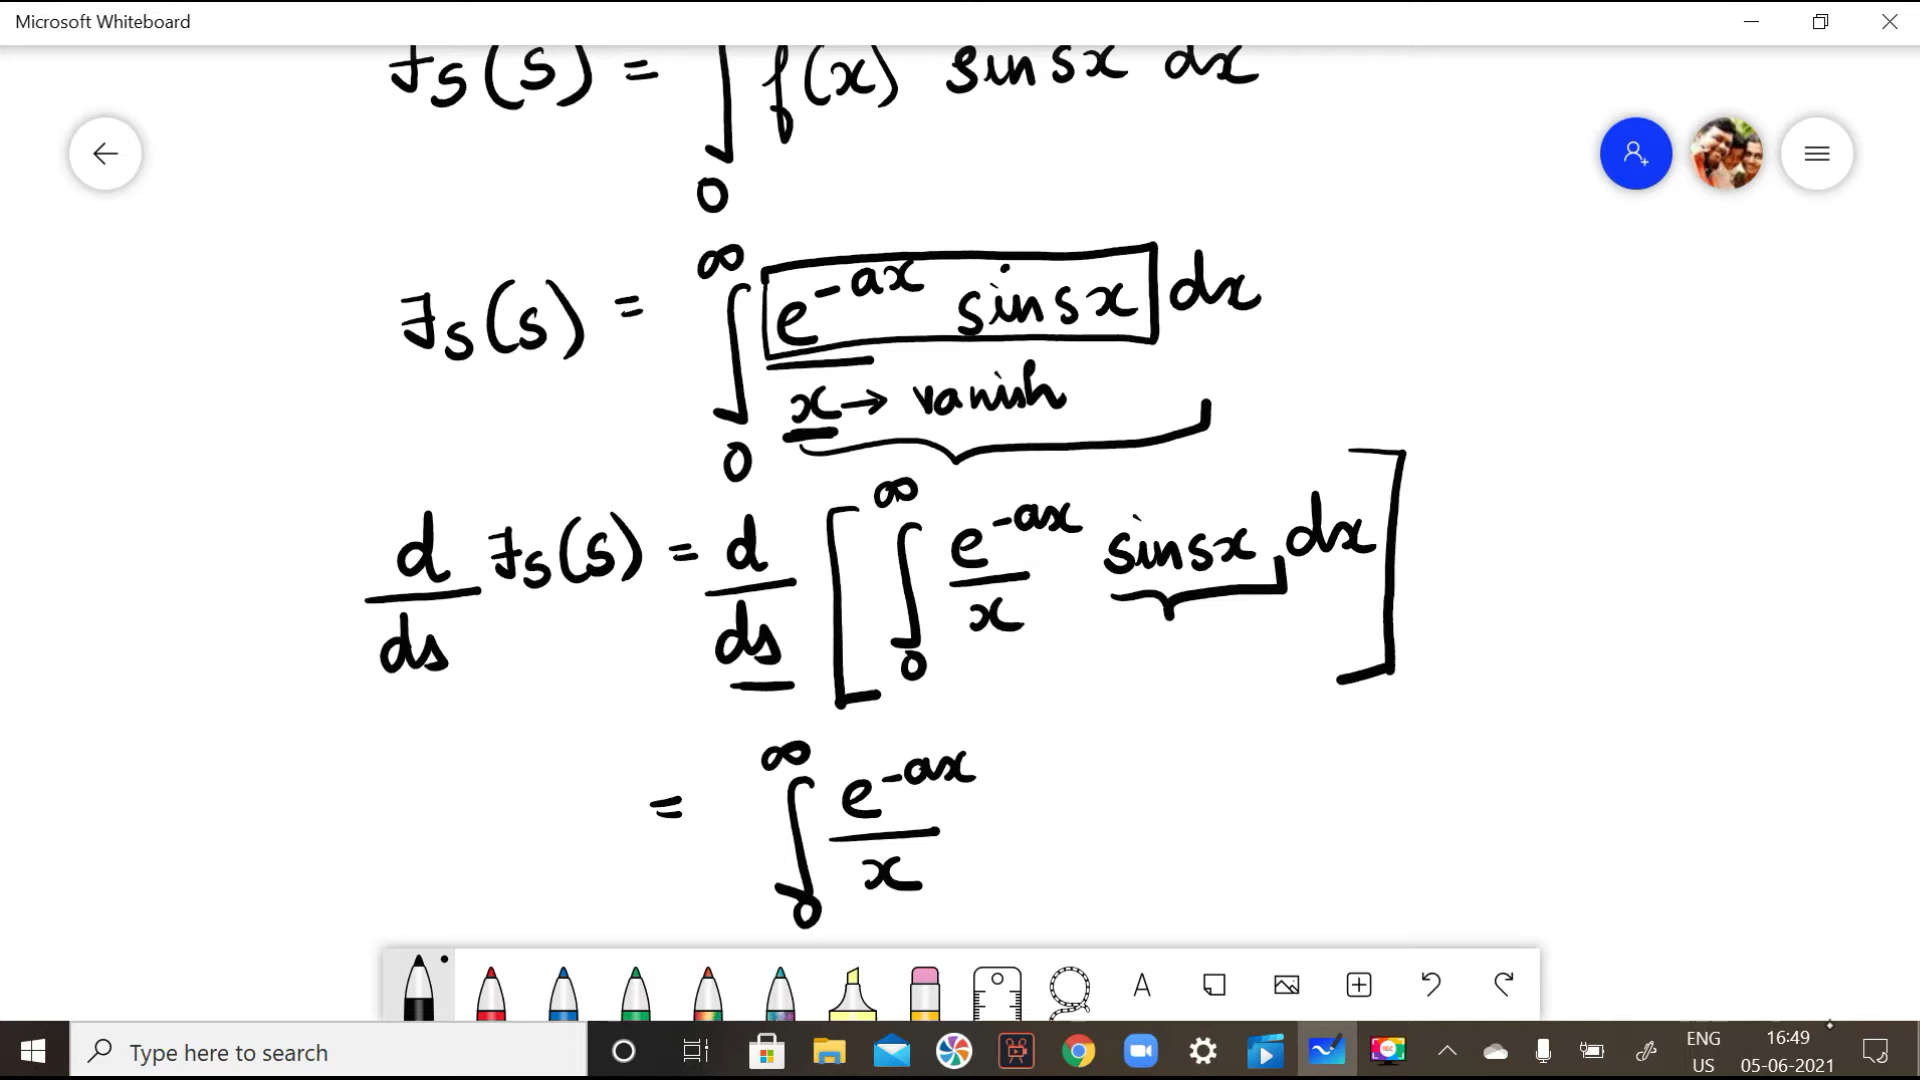 Microsoft Whiteboard
Fs(s) = ∫₀ f(x) sin sx dx
Fs(s) = ∫₀^∞ e^(-ax)/x sin sx dx
x → vanish
d/ds Fs(s) = d/ds [ ∫₀^∞ e^(-ax)/x sin sx dx ]
= ∫₀^∞ e^(-ax)/x
A
Type here to search
ENG 16:49
US 05-06-2021